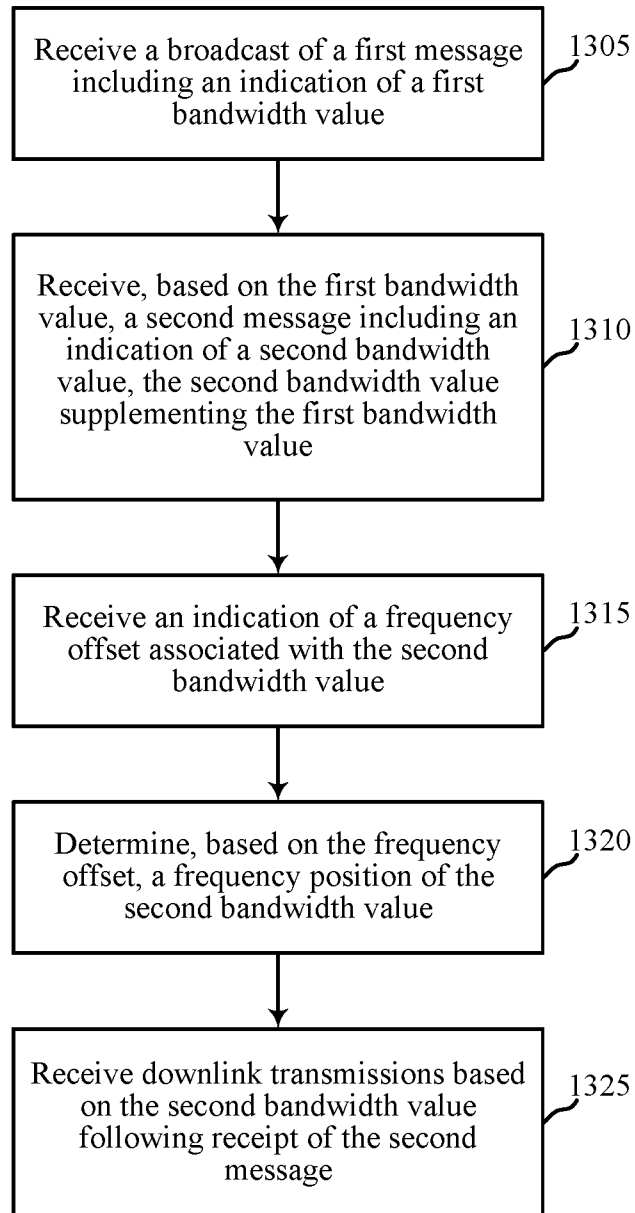 Receive a broadcast of a first message
including an indication of a first
bandwidth value
1305
Receive, based on the first bandwidth
value, a second message including an
indication of a second bandwidth
value, the second bandwidth value
supplementing the first bandwidth
value
1310
Receive an indication of a frequency
offset associated with the second
bandwidth value
1315
Determine, based on the frequency
offset, a frequency position of the
second bandwidth value
1320
Receive downlink transmissions based
on the second bandwidth value
following receipt of the second
message
1325